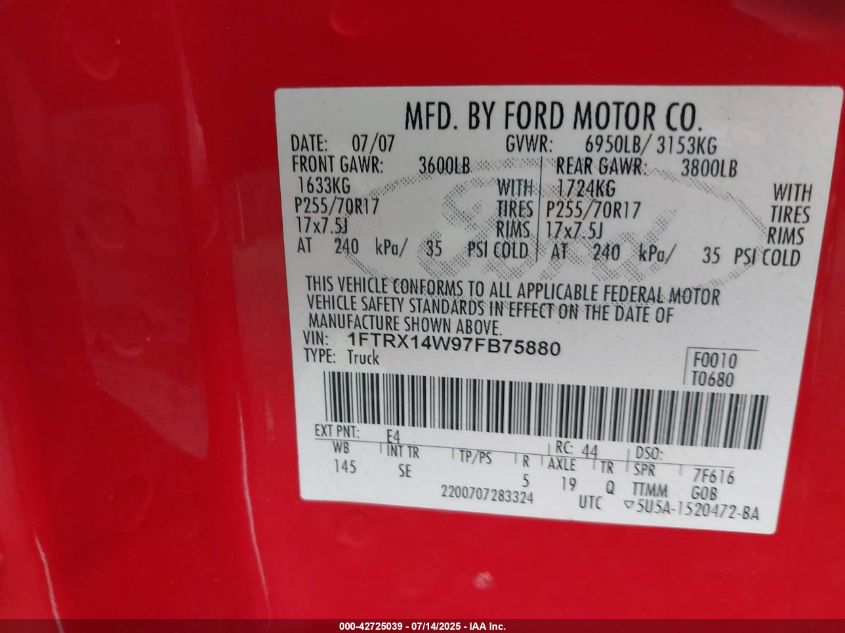 MFD. BY FORD MOTOR CO.
DATE: 07/07 GVWR: 6950LB/ 3153KG
FRONT GAWR: 3600LB REAR GAWR: 3800LB
1633KG WITH 1724KG WITH
P255/70R17 TIRES P255/70R17 TIRES
17x7.5J RIMS 17x7.5J RIMS
AT 240 kPa/ 35 PSI COLD AT 240 kPa/ 35 PSI COLD
Ford
THIS VEHICLE CONFORMS TO ALL APPLICABLE FEDERAL MOTOR
VEHICLE SAFETY STANDARDS IN EFFECT ON THE DATE OF
MANUFACTURE SHOWN ABOVE.
VIN: 1FTRX14W97FB75880
TYPE: Truck
F0010
T0680
EXT PNT: E4 RC: 44 DSO:
WB INT TR TP/PS R AXLE TR SPR 7F616
145 SE 5 19 Q TTMM GOB
2200707283324 UTC ▽5U5A-1520472-BA
000-42725039 - 07/14/2025 - IAA Inc.